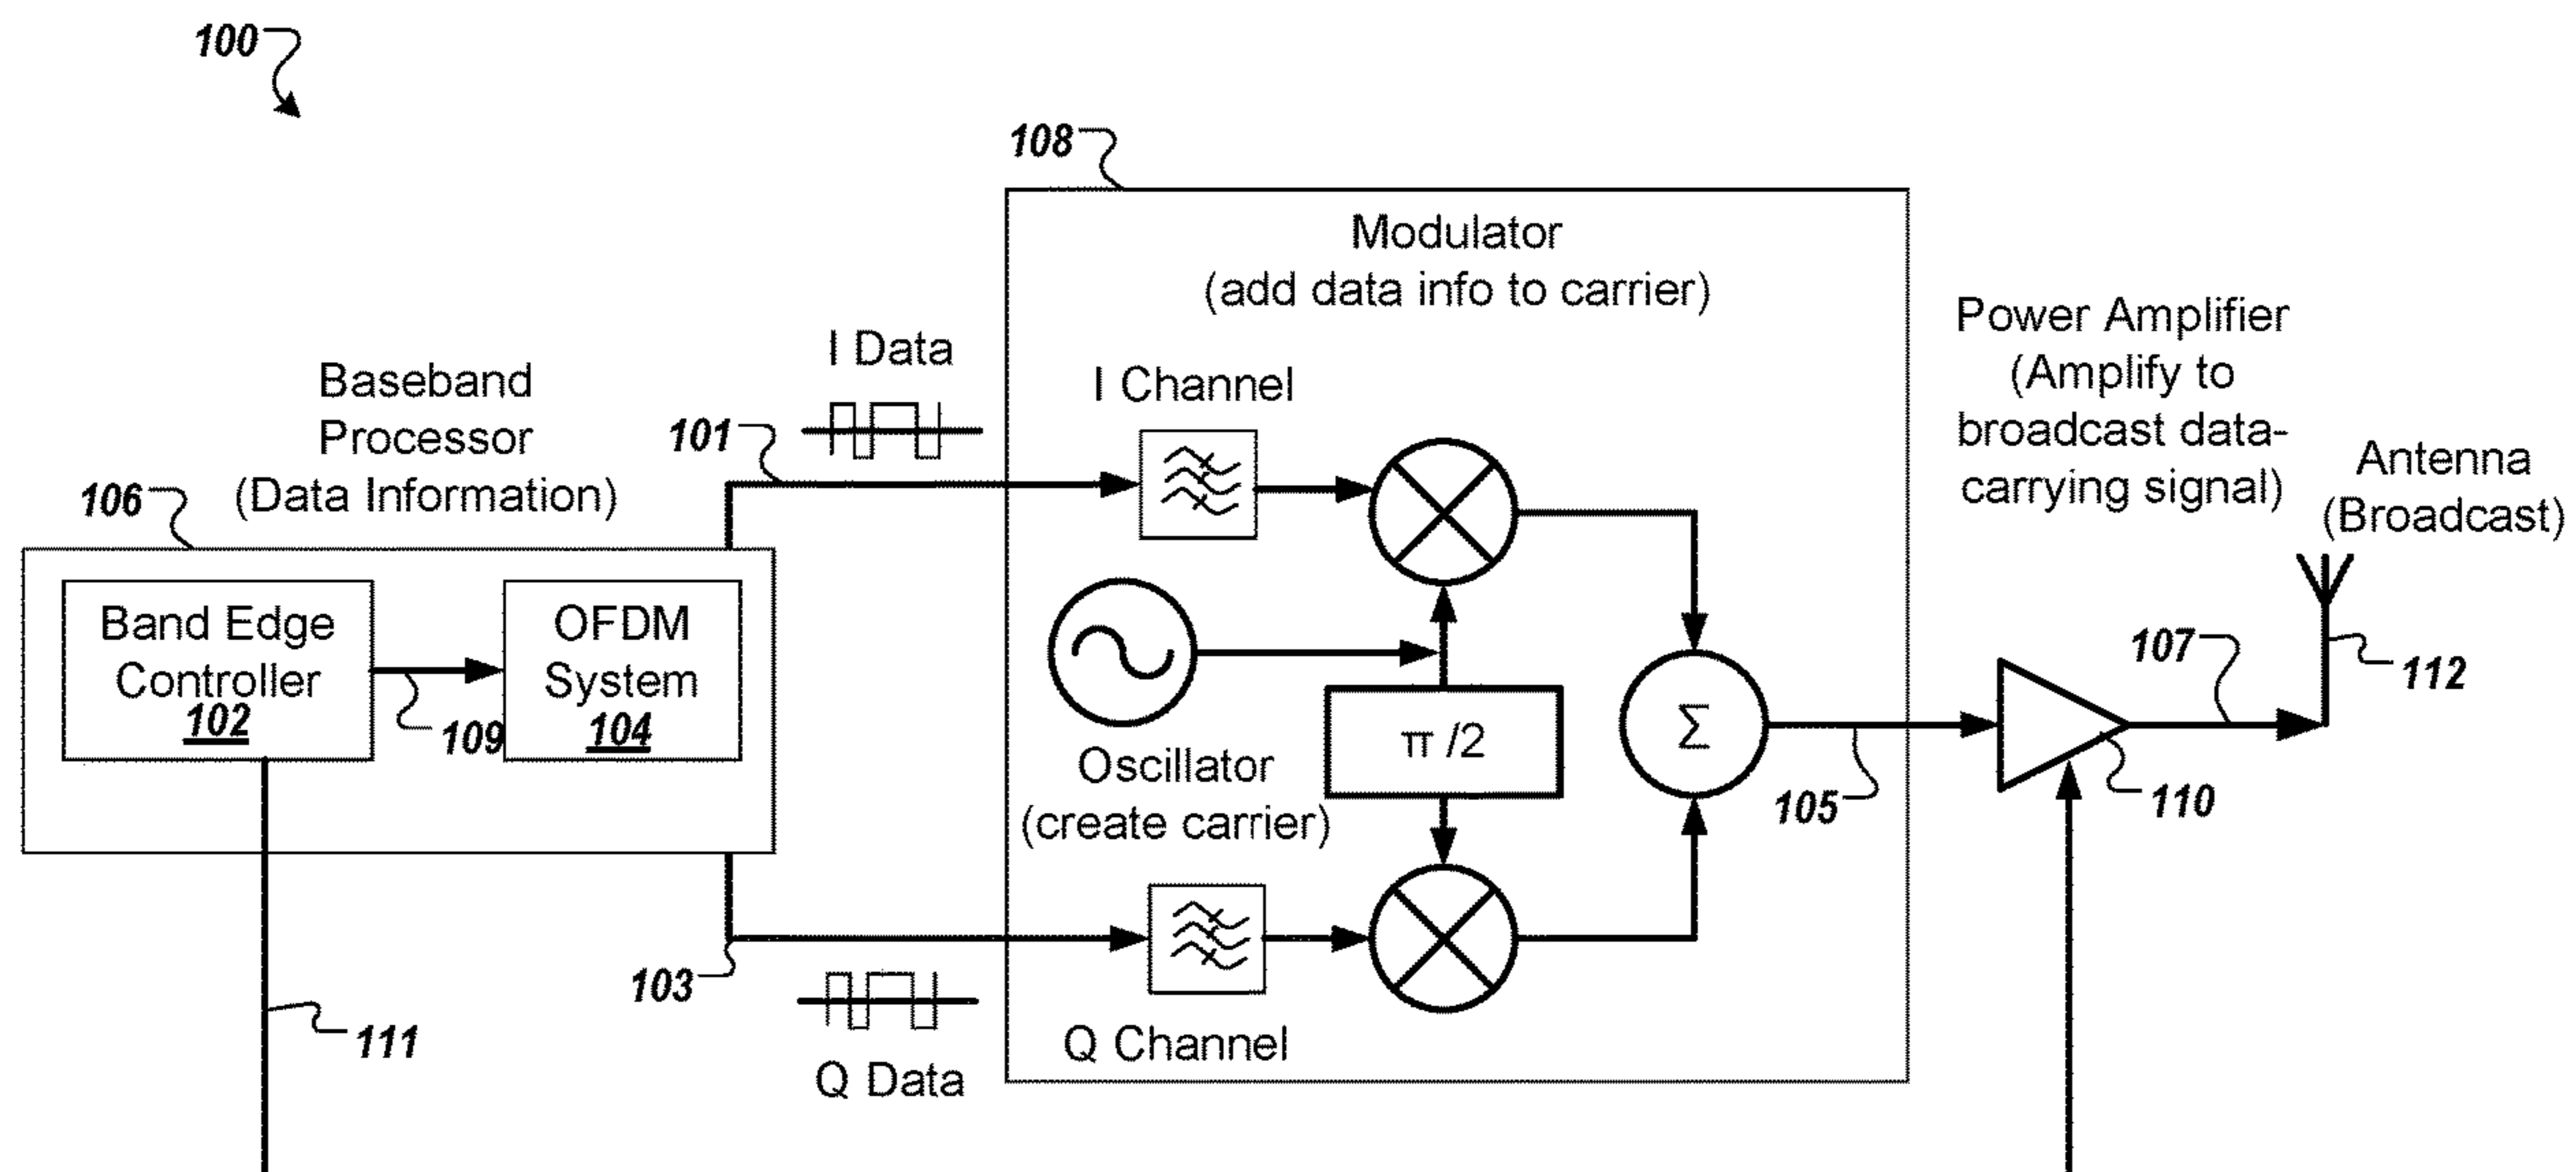 100
108
Modulator
(add data info to carrier)
Power Amplifier
(Amplify to
broadcast data-
carrying signal)
I Data
I Channel
Baseband
Processor
(Data Information)
101
106
Antenna
(Broadcast)
Band Edge
Controller
102
109
OFDM
System
104
107
112
π /2
Σ
Oscillator
(create carrier)
105
110
103
111
Q Data
Q Channel